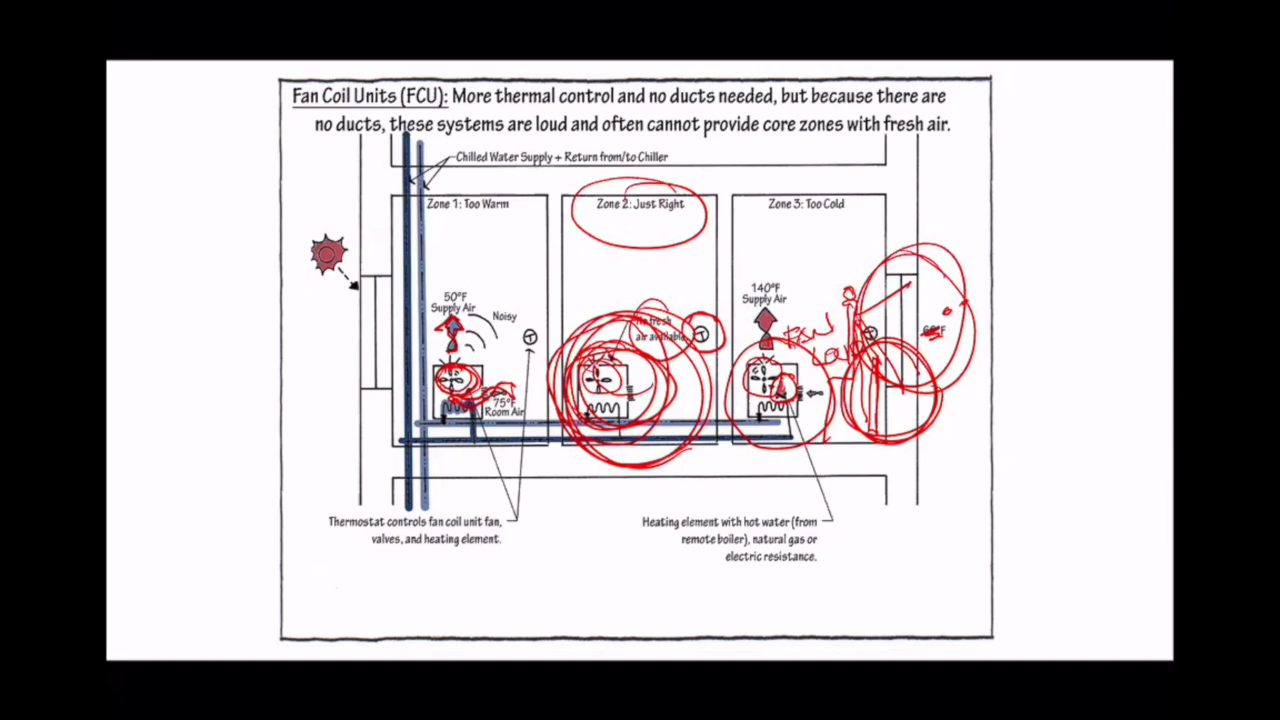 Fan Coil Units (FCU): More thermal control and no ducts needed, but because there are
no ducts, these systems are loud and often cannot provide core zones with fresh air.
Chilled Water Supply + Return from/to Chiller
Zone 1: Too Warm
Zone 2: Just Right
Zone 3: Too Cold
50°F
Supply Air
Noisy
T
75°F
Room Air
fresh
air available
T
140°F
Supply Air
T
Thermostat controls fan coil unit fan,
valves, and heating element.
Heating element with hot water (from
remote boiler), natural gas or
electric resistance.